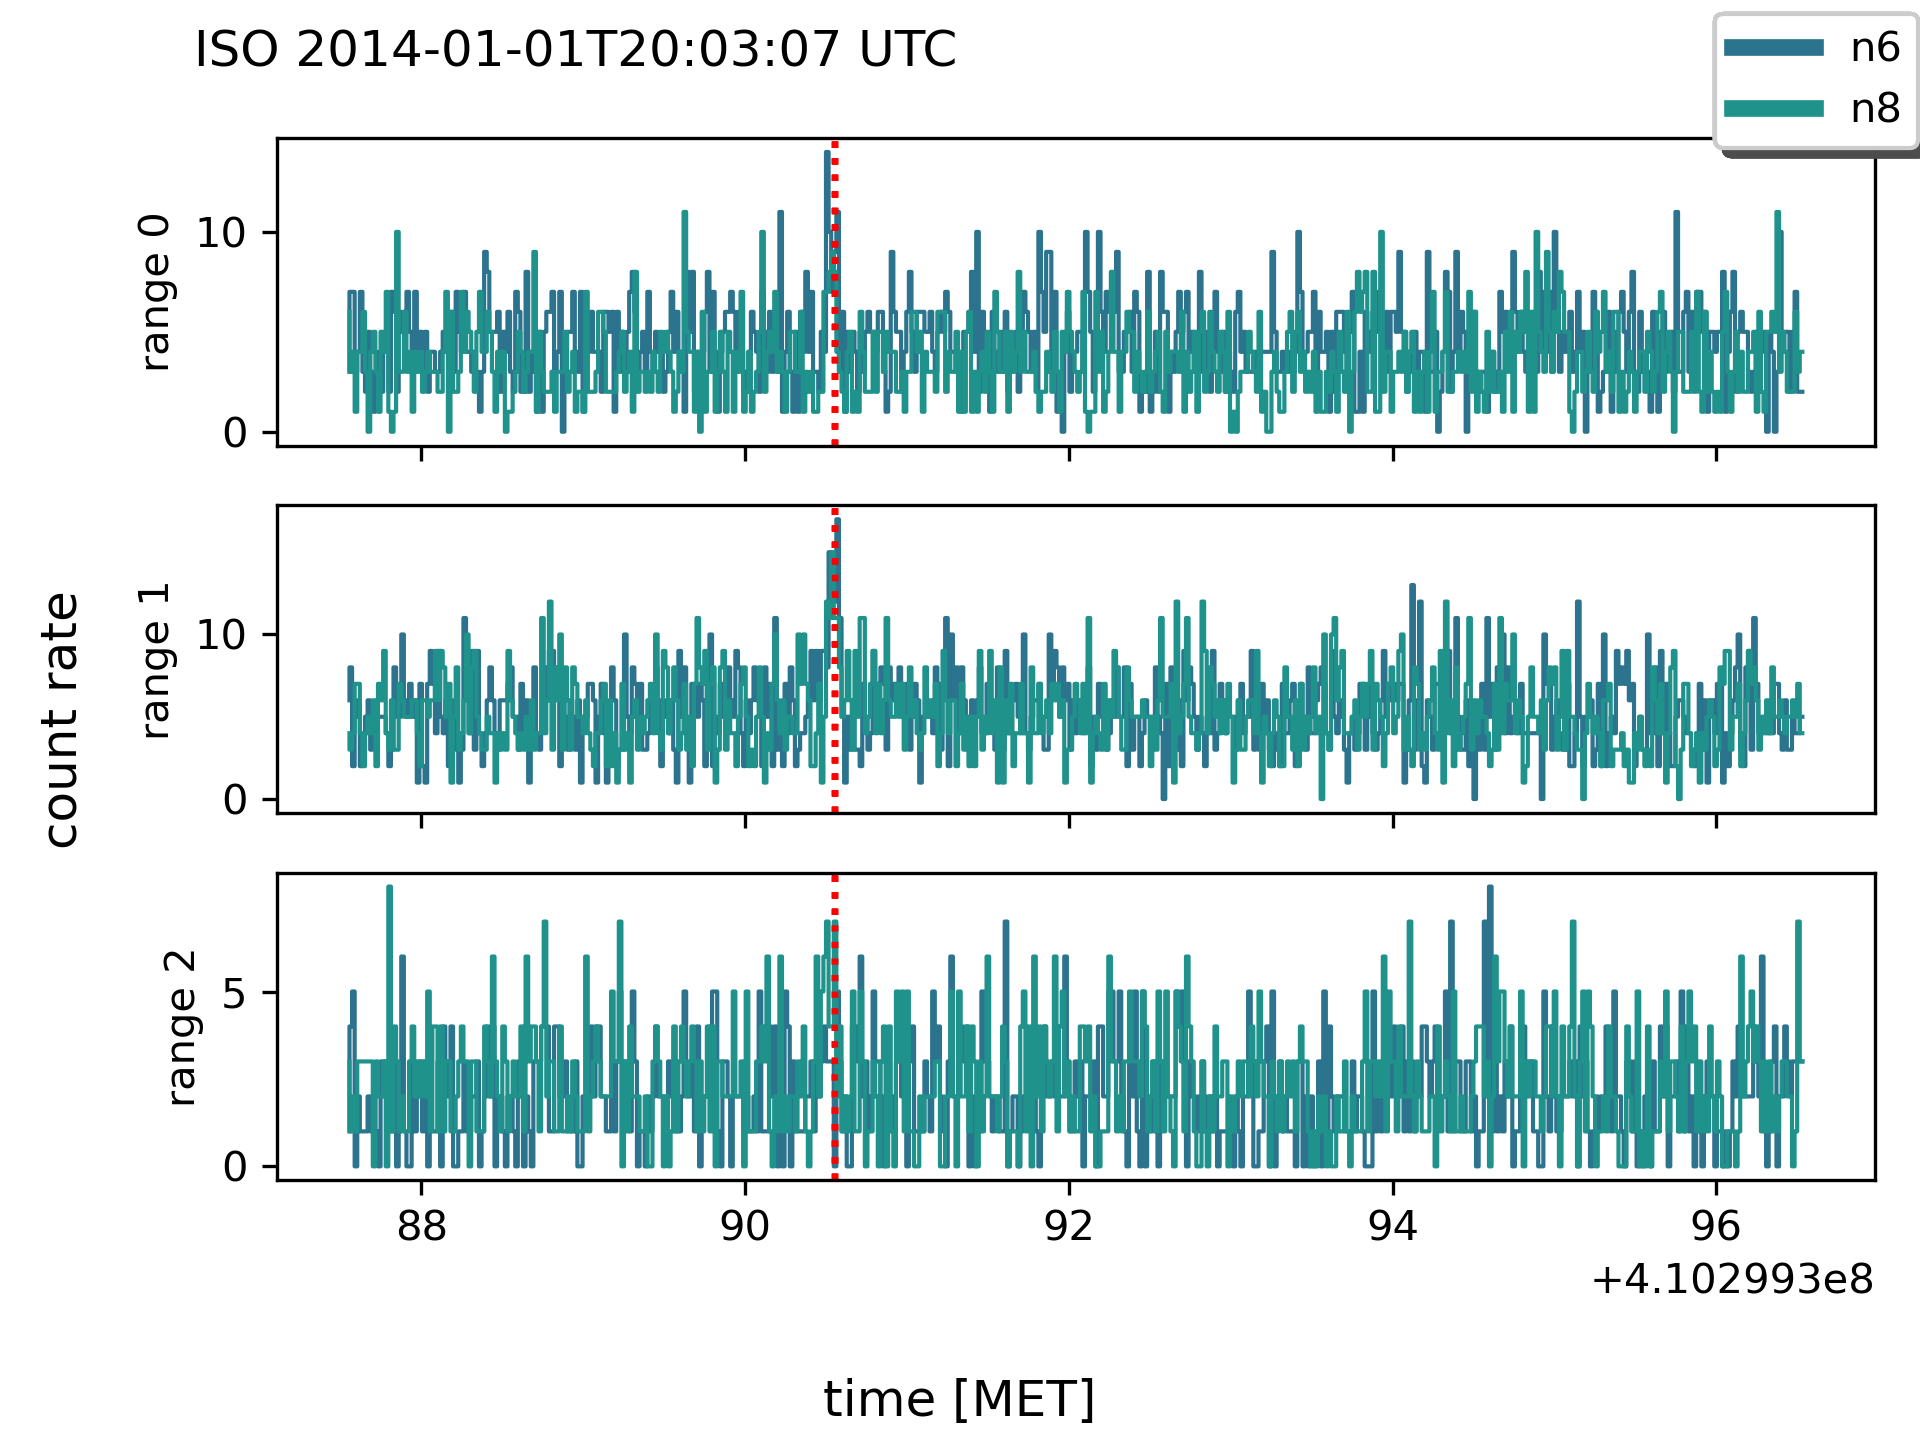 ISO 2014-01-01T20:03:07 UTC
n6
n8
range 0
10
0
count rate
range 1
10
0
range 2
5
0
88 90 92 94 96
+4.102993e8
time [MET]